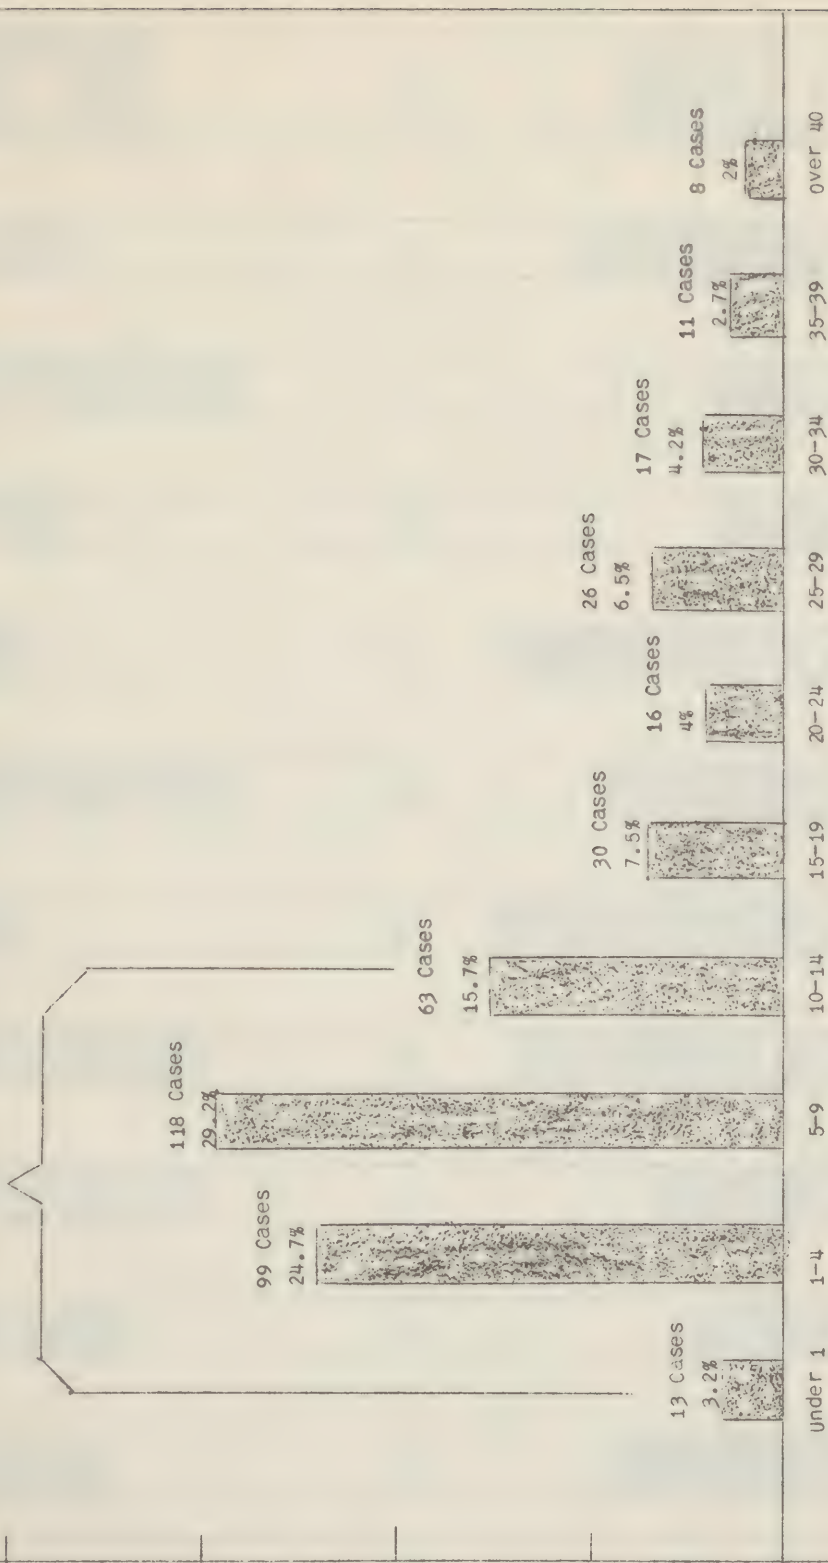 13 Cases
3.2%
99 Cases
24.7%
118 Cases
29.2%
63 Cases
15.7%
30 Cases
7.5%
16 Cases
4%
26 Cases
6.5%
17 Cases
4.2%
11 Cases
2.7%
8 Cases
2%
Under 1
1-4
5-9
10-14
15-19
20-24
25-29
30-34
35-39
Over 40